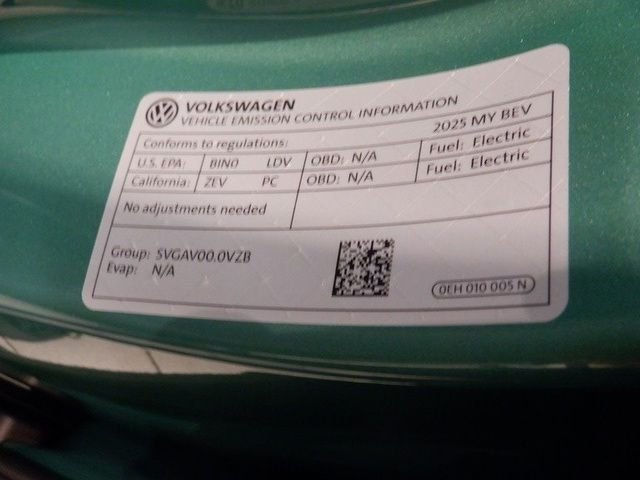 VOLKSWAGEN
VEHICLE EMISSION CONTROL INFORMATION
Conforms to regulations: 2025 MY BEV
U.S. EPA: BIN0 LDV OBD: N/A Fuel: Electric
California: ZEV PC OBD: N/A Fuel: Electric
No adjustments needed
Group: SVGAV00.0VZB
Evap: N/A
0EH 010 005 N